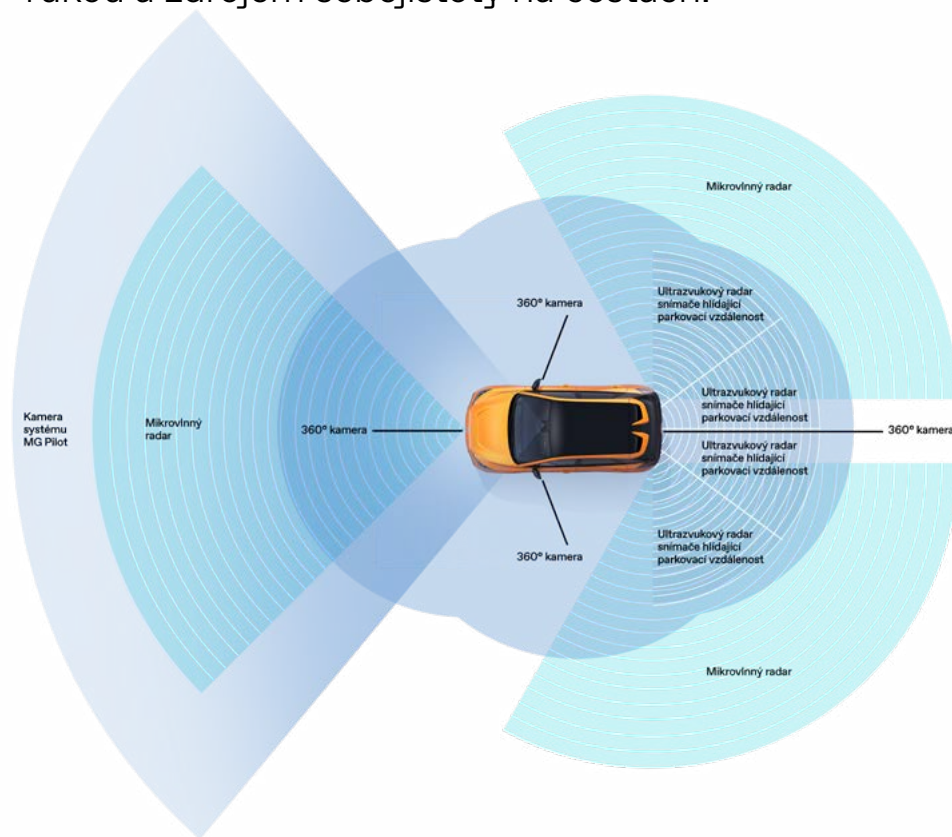 Mikrovlnný radar
Ultrazvukový radar
snímače hlídající
parkovací vzdálenost
360° kamera
Ultrazvukový radar
snímače hlídající
parkovací vzdálenost
Kamera
systému
MG Pilot
Mikrovlnný
radar
360° kamera
360° kamera
Ultrazvukový radar
snímače hlídající
parkovací vzdálenost
360° kamera
Ultrazvukový radar
snímače hlídající
parkovací vzdálenost
Mikrovlnný radar